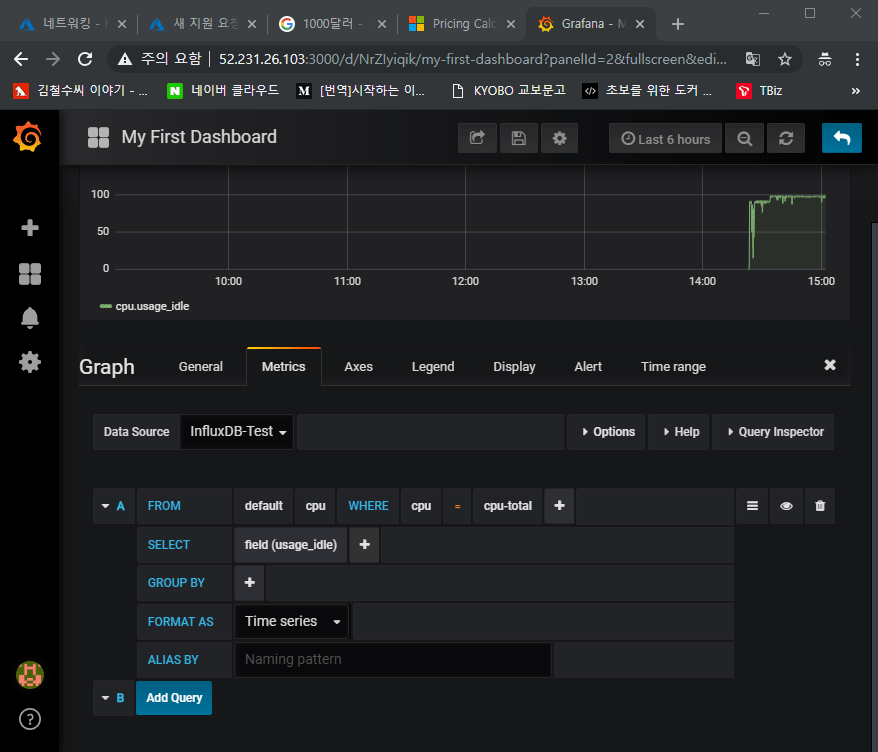 네트워킹 -
새 지원 요청
1000달러 -
Pricing Calc
Grafana - M
주의 요함 | 52.231.26.103:3000/d/NrZIyiqik/my-first-dashboard?panelId=2&fullscreen&edi...
김철수씨 이야기 - ...
네이버 클라우드
[번역]시작하는 이...
KYOBO 교보문고
초보를 위한 도커 ...
TBiz
»
My First Dashboard
Last 6 hours
100
50
0
10:00 11:00 12:00 13:00 14:00 15:00
cpu.usage_idle
Graph General Metrics Axes Legend Display Alert Time range
Data Source InfluxDB-Test Options Help Query Inspector
A FROM default cpu WHERE cpu = cpu-total +
SELECT field (usage_idle) +
GROUP BY +
FORMAT AS Time series
ALIAS BY Naming pattern
B Add Query